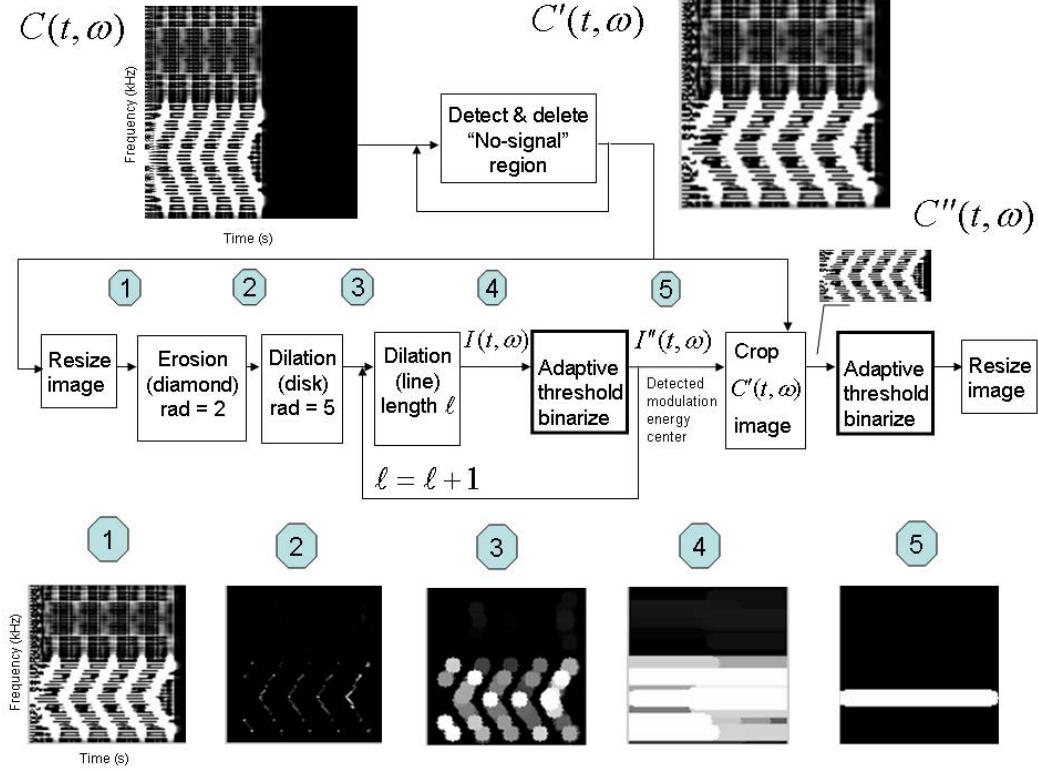 C(t, ω)
C′(t, ω)
Frequency (kHz)
Time (s)
Detect & delete
“No-signal”
region
C″(t, ω)
1
2
3
4
5
Resize
image
Erosion
(diamond)
rad = 2
Dilation
(disk)
rad = 5
Dilation
(line)
length ℓ
I(t, ω)
Adaptive
threshold
binarize
I″(t, ω)
Detected
modulation
energy
center
Crop
C′(t, ω)
image
Adaptive
threshold
binarize
Resize
image
ℓ = ℓ + 1
1
2
3
4
5
Frequency (kHz)
Time (s)